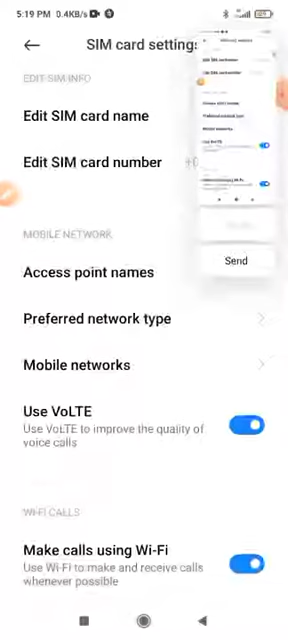 5:19 PM 0.4KB/s
SIM card settings
EDIT SIM INFO
Edit SIM card name
Edit SIM card number
Send
MOBILE NETWORK
Access point names
Preferred network type
Mobile networks
Use VoLTE
Use VoLTE to improve the quality of
voice calls
WI-FI CALLS
Make calls using Wi-Fi
Use Wi-Fi to make and receive calls
whenever possible